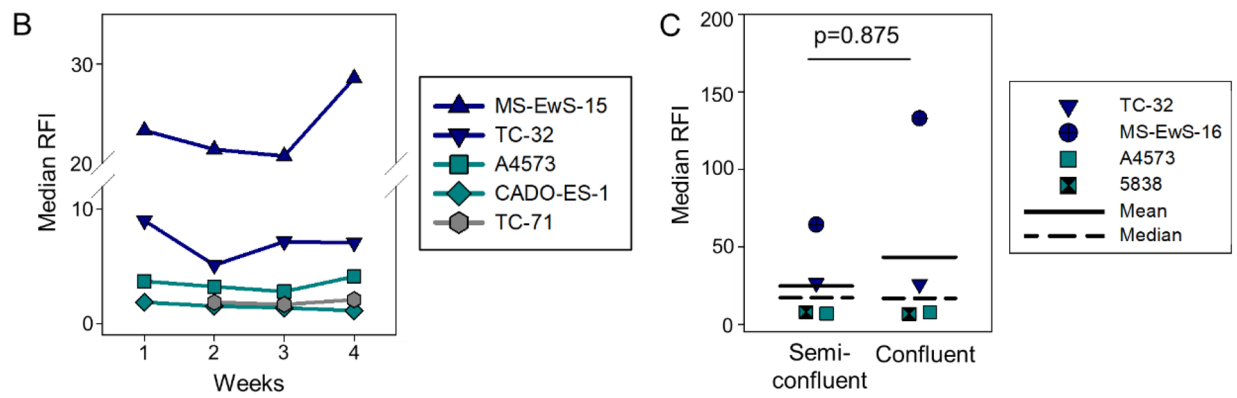 B
Median RFI
30
20
10
0
1 2 3 4
Weeks
MS-EwS-15
TC-32
A4573
CADO-ES-1
TC-71
C
Median RFI
200
150
100
50
0
p=0.875
Semi-
confluent
Confluent
TC-32
MS-EwS-16
A4573
5838
Mean
Median